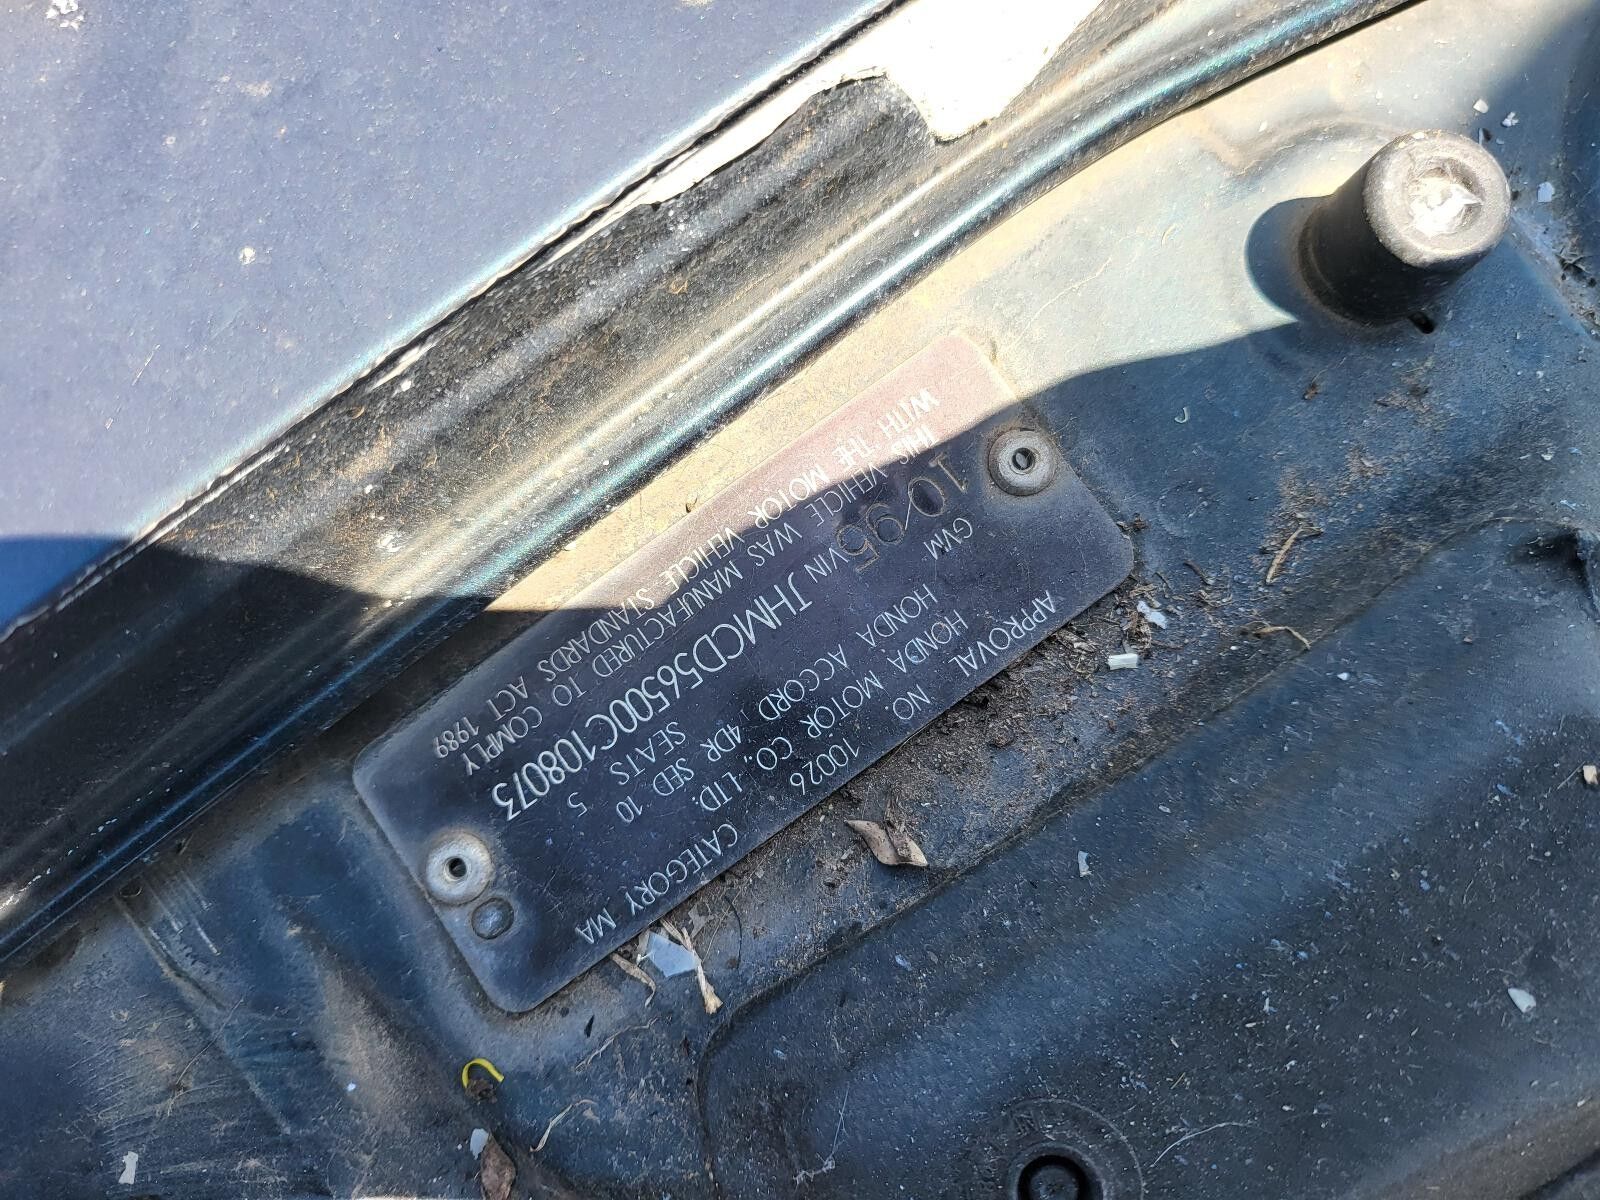 APPROVAL NO. 10026 CATEGORY MA
HONDA MOTOR CO., LTD.
HONDA ACCORD 4DR SED 10
GVM SEATS 5
10/95 VIN JHMCD56500C108073
THIS VEHICLE WAS MANUFACTURED TO COMPLY
WITH THE MOTOR VEHICLE STANDARDS ACT 1989